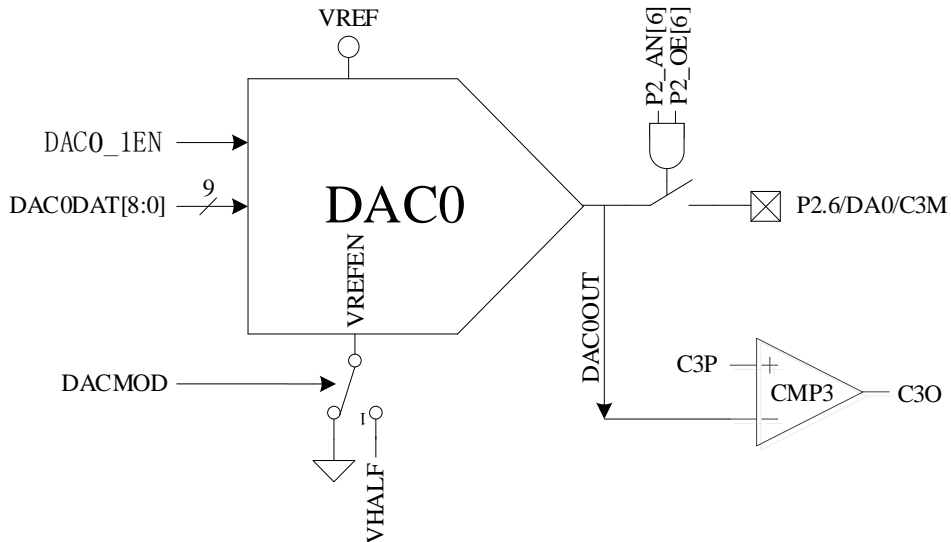 VREF
P2_AN[6]
P2_OE[6]
DAC0_1EN
DAC0DAT[8:0]
9
DAC0
VREFEN
P2.6/DA0/C3M
DAC0OUT
DACMOD
1
VHALF
C3P
+
CMP3
−
C3O